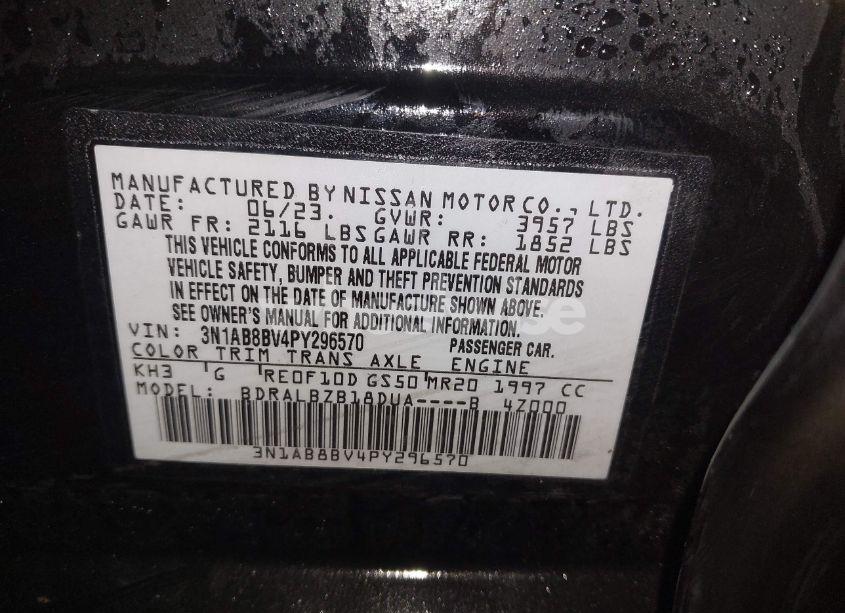 MANUFACTURED BY NISSAN MOTOR CO., LTD.
DATE: 06/23. GVWR: 3957 LBS
GAWR FR: 2116 LBS GAWR RR: 1852 LBS
THIS VEHICLE CONFORMS TO ALL APPLICABLE FEDERAL MOTOR
VEHICLE SAFETY, BUMPER AND THEFT PREVENTION STANDARDS
IN EFFECT ON THE DATE OF MANUFACTURE SHOWN ABOVE.
SEE OWNER'S MANUAL FOR ADDITIONAL INFORMATION.
VIN: 3N1AB8BV4PY296570 PASSENGER CAR.
COLOR TRIM TRANS AXLE ENGINE
KH3 G RE0F10D GS50 MR20 1997 CC
MODEL: BDRALBZB18DUA----B 4Z000
3N1AB8BV4PY296570